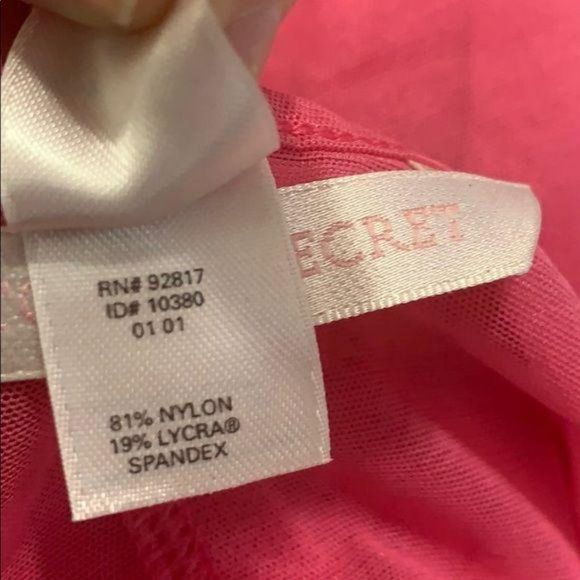 ECRET
RN# 92817
ID# 10380
01 01
81% NYLON
19% LYCRA®
SPANDEX